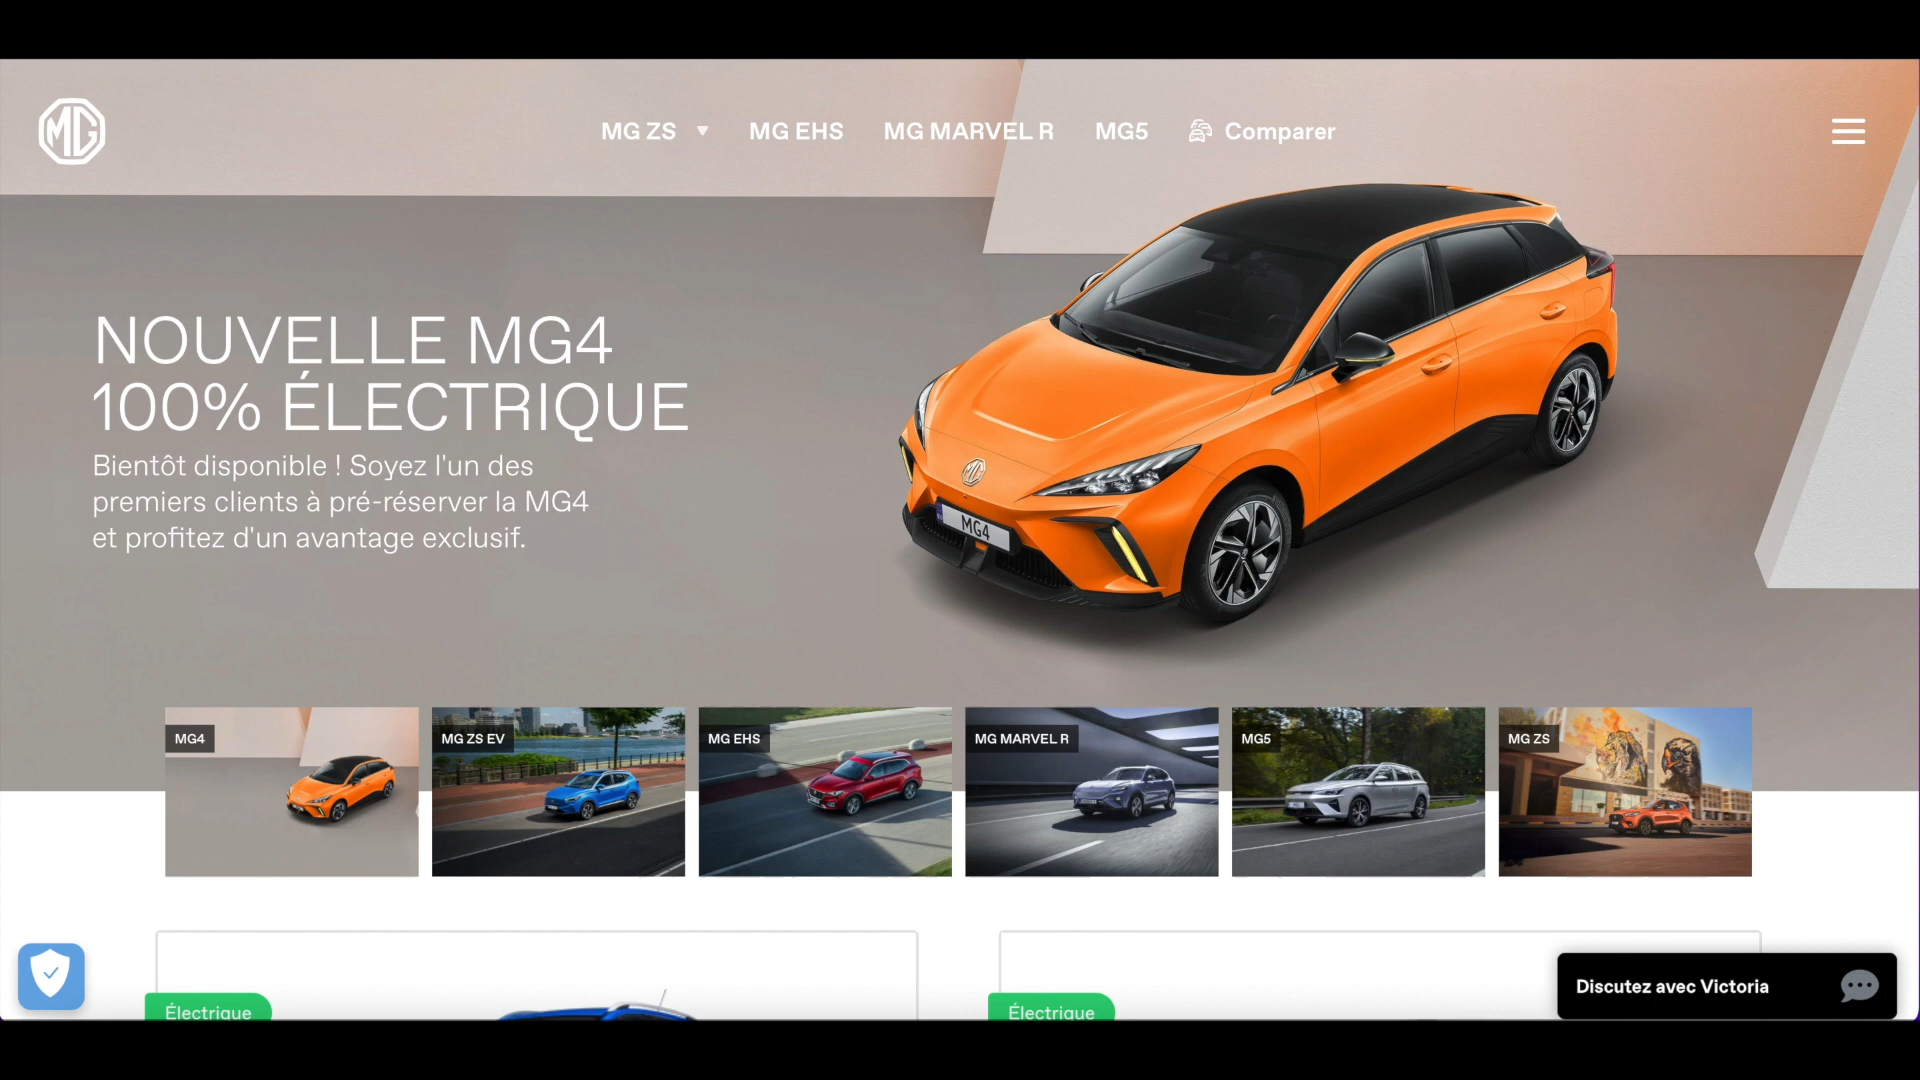 MG
MG ZS
MG EHS
MG MARVEL R
MG5
Comparer
NOUVELLE MG4
100% ÉLECTRIQUE
Bientôt disponible ! Soyez l'un des
premiers clients à pré-réserver la MG4
et profitez d'un avantage exclusif.
MG
MG4
MG4
MG ZS EV
MG EHS
MG MARVEL R
MG5
MG ZS
Électrique
Électrique
Discutez avec Victoria